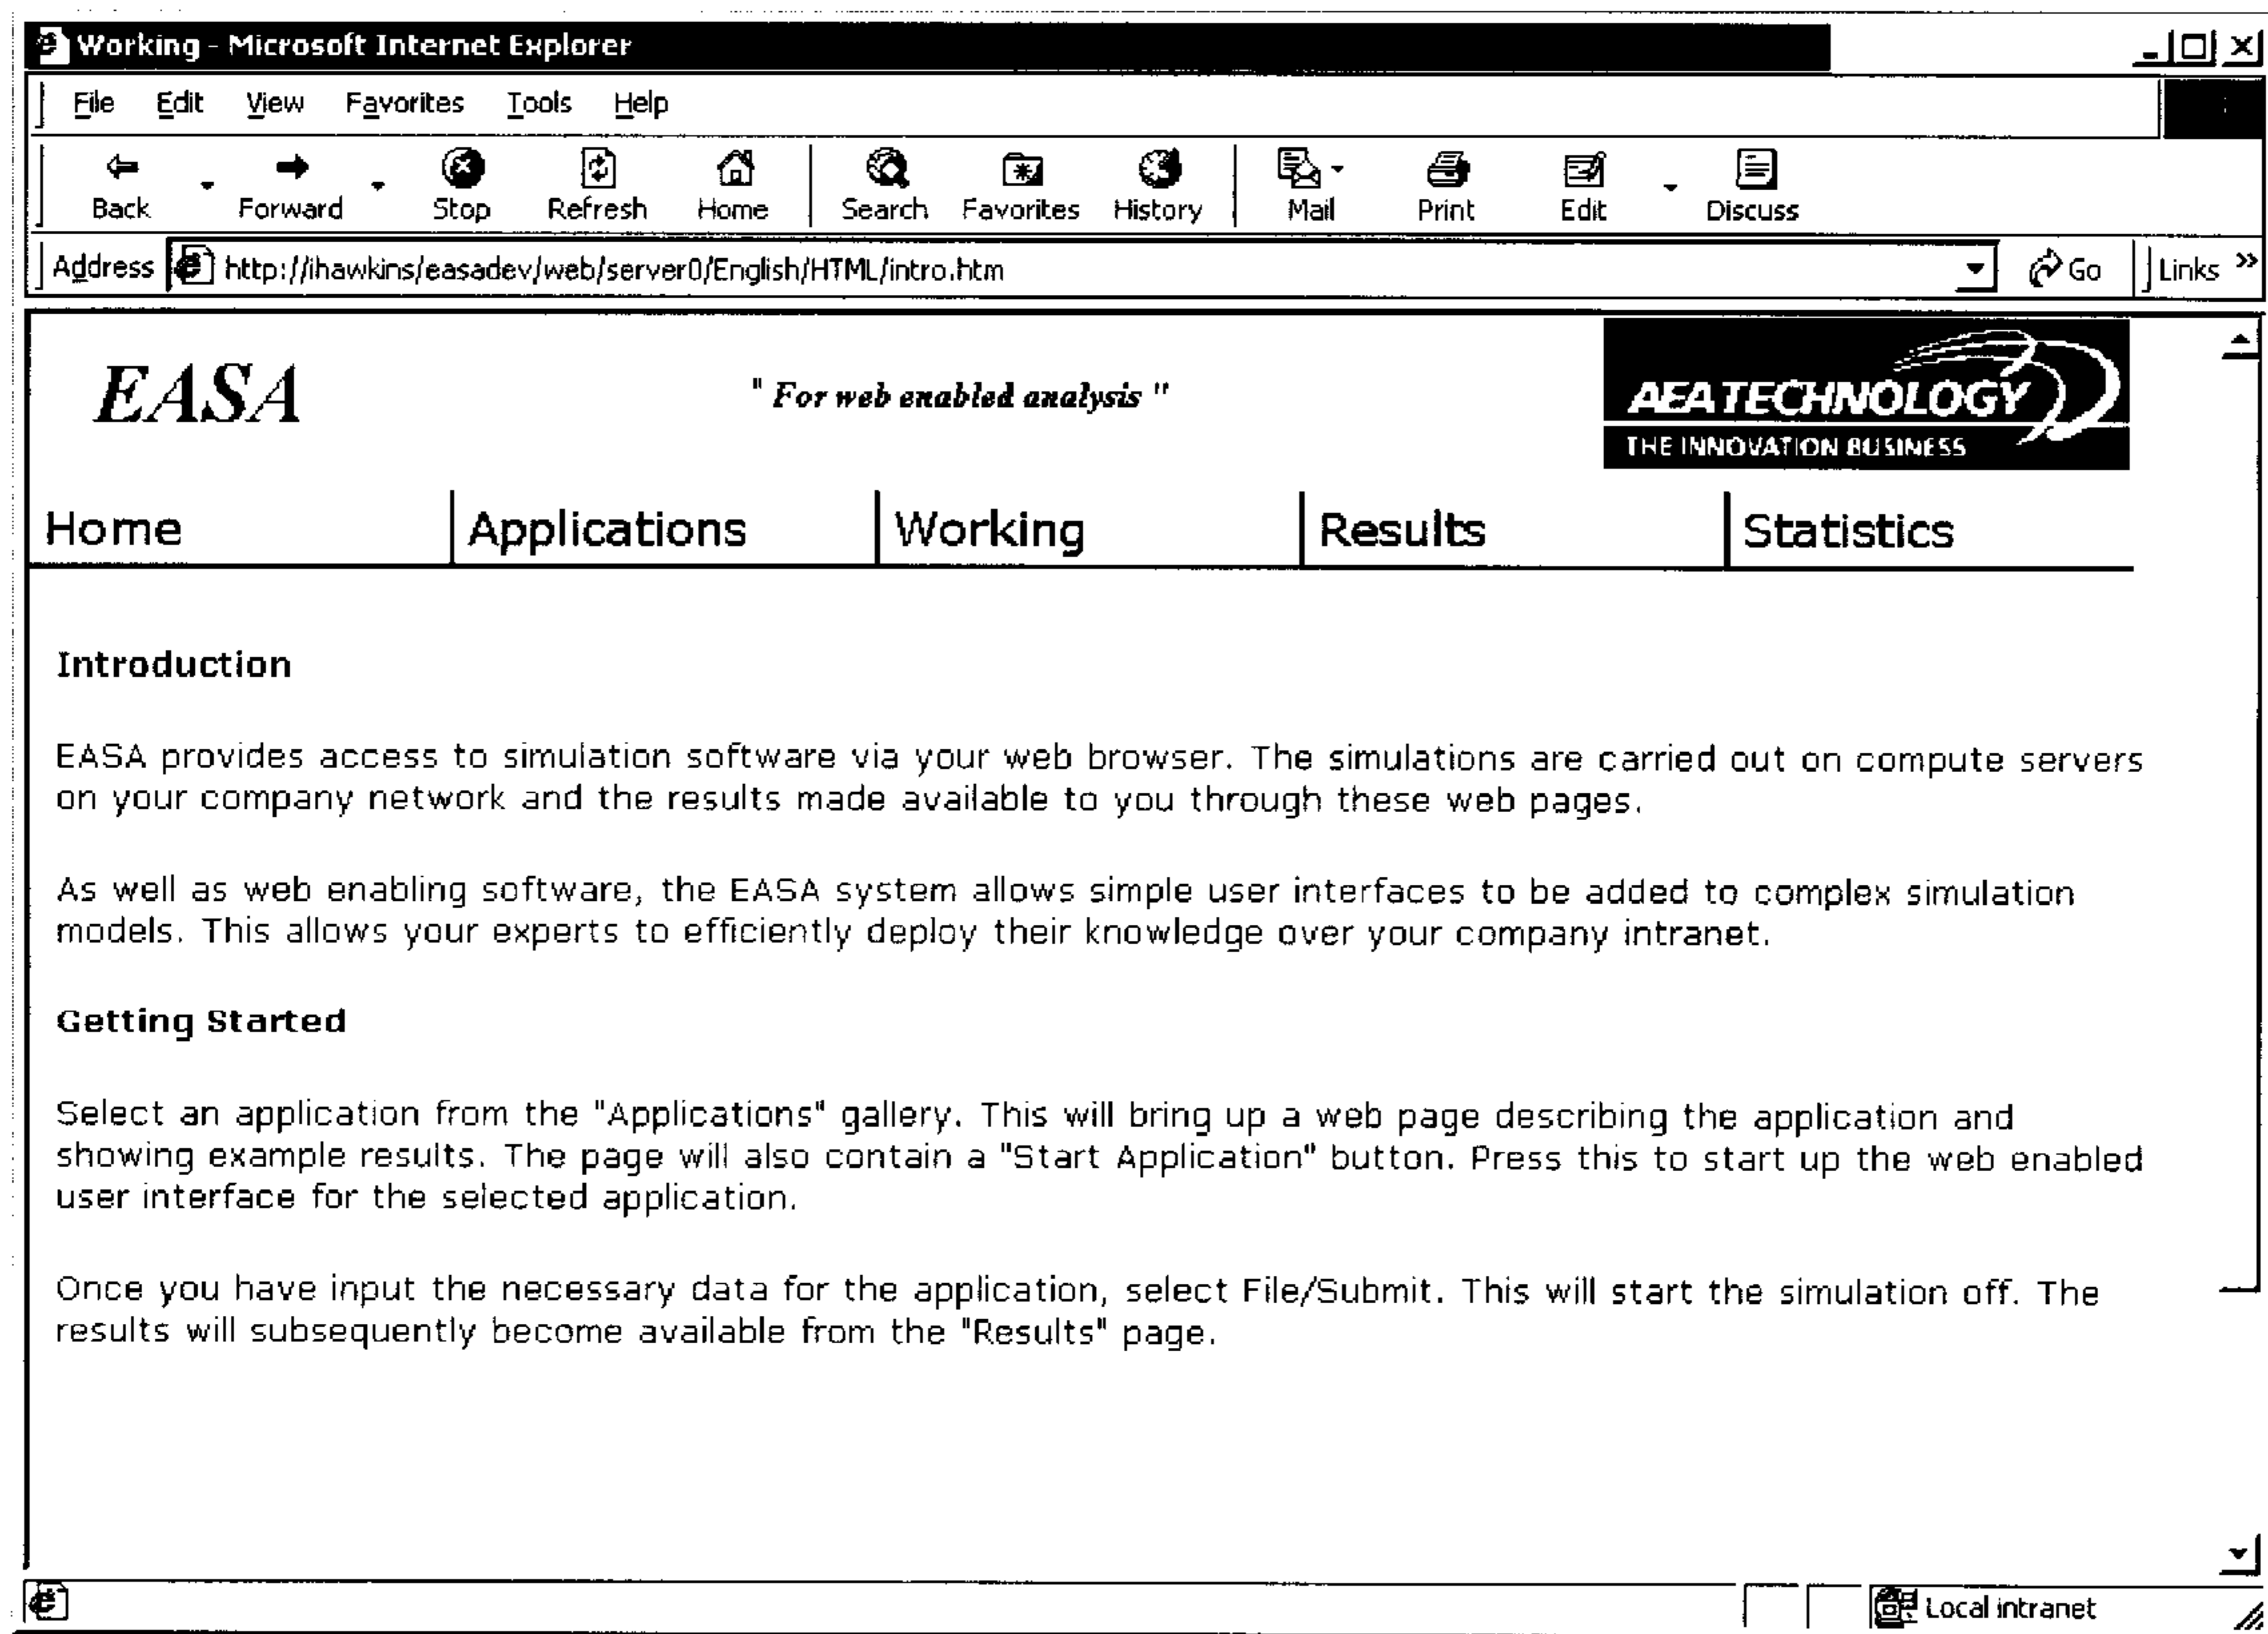 Working - Microsoft Internet Explorer
File Edit View Favorites Tools Help
Back Forward Stop Refresh Home Search Favorites History Mail Print Edit Discuss
Address http://ihawkins/easadev/web/server0/English/HTML/intro.htm Go Links »
EASA " For web enabled analysis " AEA TECHNOLOGY
THE INNOVATION BUSINESS
Home Applications Working Results Statistics
Introduction
EASA provides access to simulation software via your web browser. The simulations are carried out on compute servers
on your company network and the results made available to you through these web pages.
As well as web enabling software, the EASA system allows simple user interfaces to be added to complex simulation
models. This allows your experts to efficiently deploy their knowledge over your company intranet.
Getting Started
Select an application from the "Applications" gallery. This will bring up a web page describing the application and
showing example results. The page will also contain a "Start Application" button. Press this to start up the web enabled
user interface for the selected application.
Once you have input the necessary data for the application, select File/Submit. This will start the simulation off. The
results will subsequently become available from the "Results" page.
Local intranet